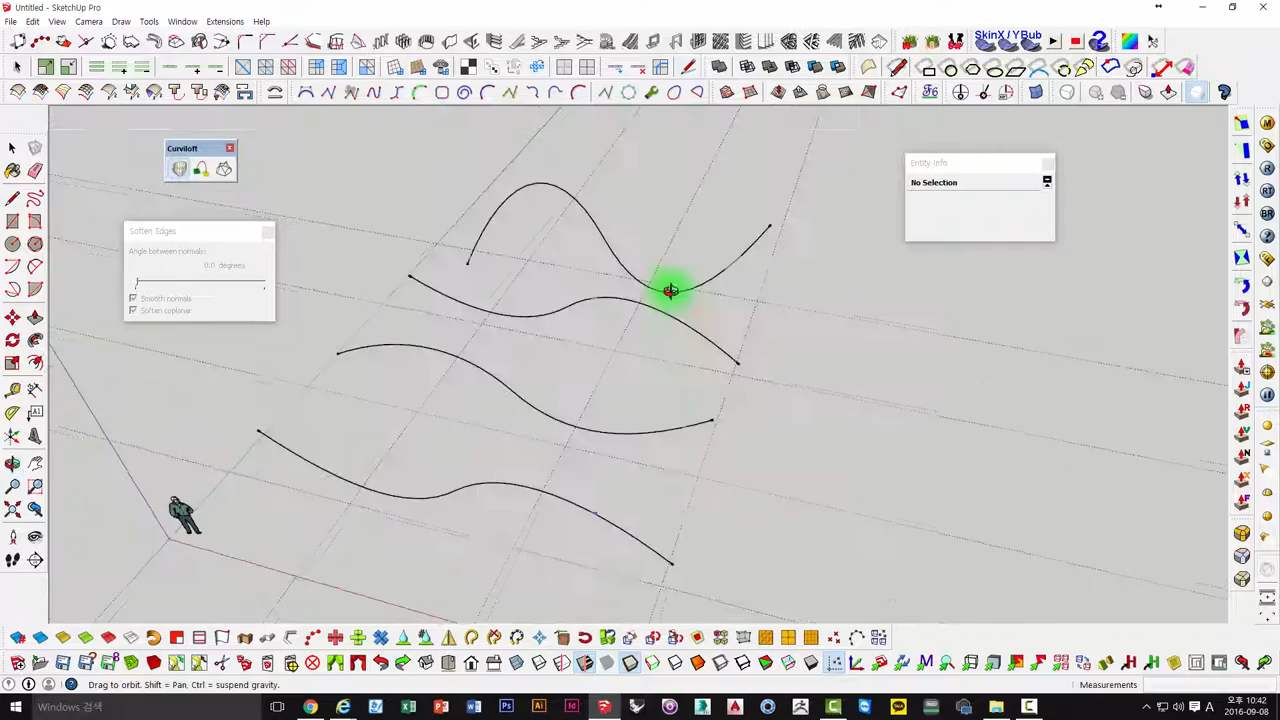 Untitled - SketchUp Pro
File Edit View Camera Draw Tools Window Extensions Help
SkinX / YBub
Curviloft
Entity Info
No Selection
Soften Edges
Angle between normals:
0.0 degrees
Smooth normals
Soften coplanar
Drag to orbit. Shift = Pan, Ctrl = suspend gravity.
Measurements
Windows 검색
오후 10:42
2016-09-08